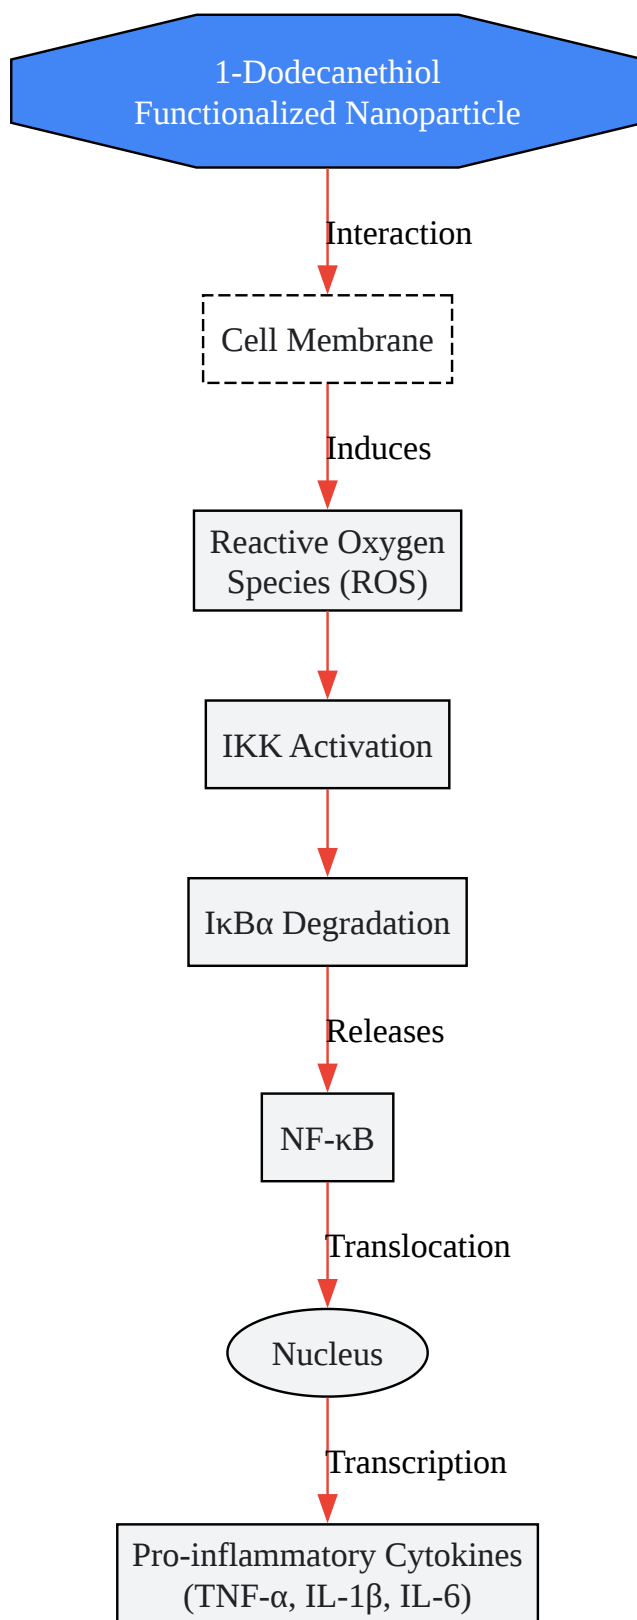 1-Dodecanethiol
Functionalized Nanoparticle
Interaction
Cell Membrane
Induces
Reactive Oxygen
Species (ROS)
IKK Activation
IκBα Degradation
Releases
NF-κB
Translocation
Nucleus
Transcription
Pro-inflammatory Cytokines
(TNF-α, IL-1β, IL-6)